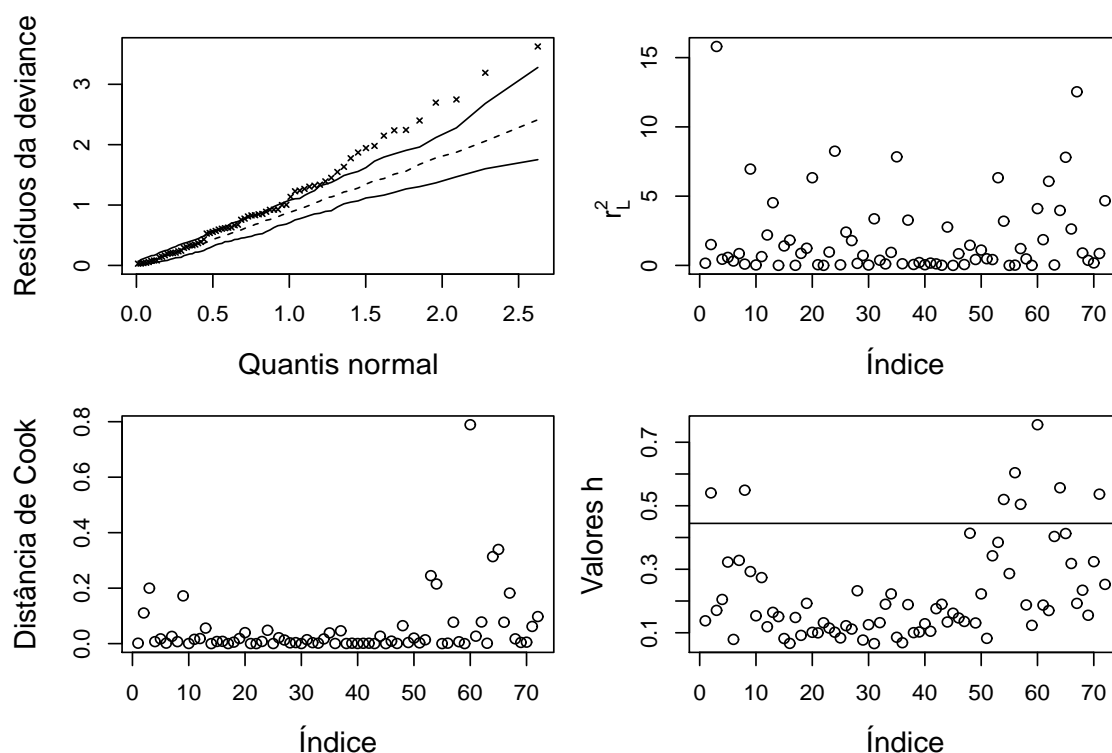 Resíduos da deviance
3
2
1
0
0.0 0.5 1.0 1.5 2.0 2.5
Quantis normal
r_L^2
15
10
5
0
0 10 20 30 40 50 60 70
Índice
Distância de Cook
0.8
0.6
0.4
0.2
0.0
0 10 20 30 40 50 60 70
Índice
Valores h
0.7
0.5
0.3
0.1
0 10 20 30 40 50 60 70
Índice